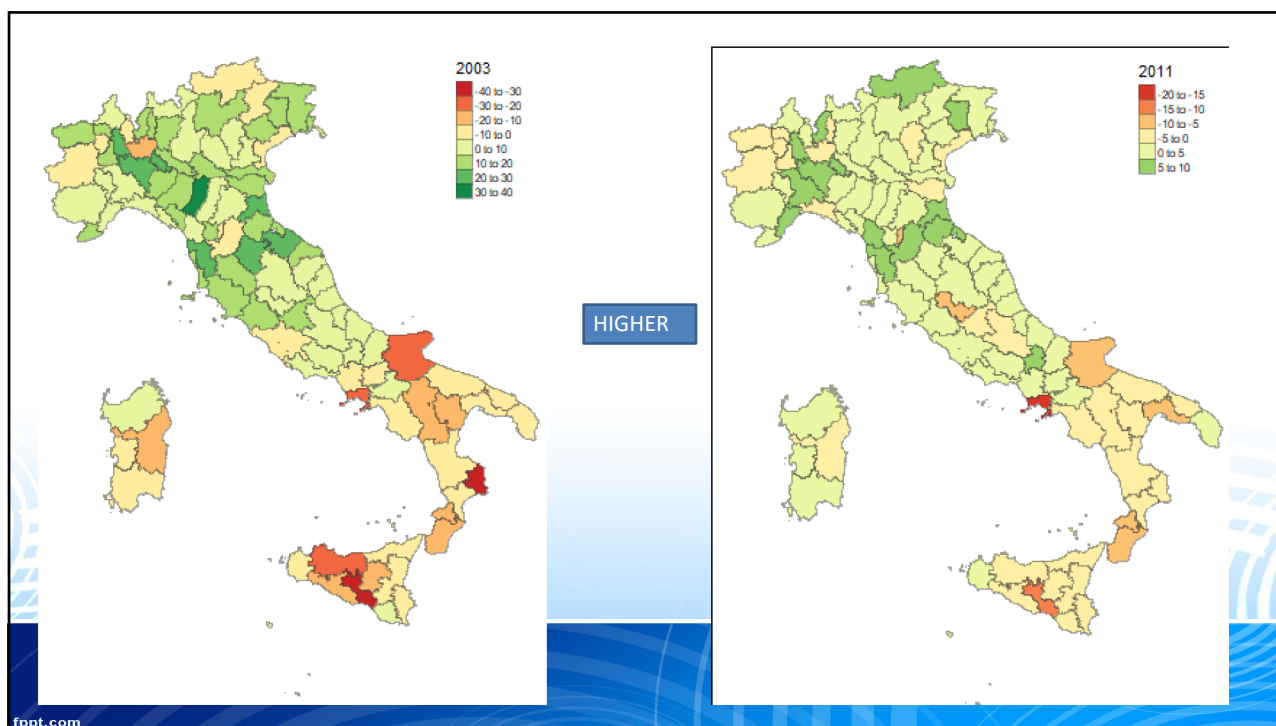 2003
-40 to -30
-30 to -20
-20 to -10
-10 to 0
0 to 10
10 to 20
20 to 30
30 to 40
HIGHER
2011
-20 to -15
-15 to -10
-10 to -5
-5 to 0
0 to 5
5 to 10
fppt.com